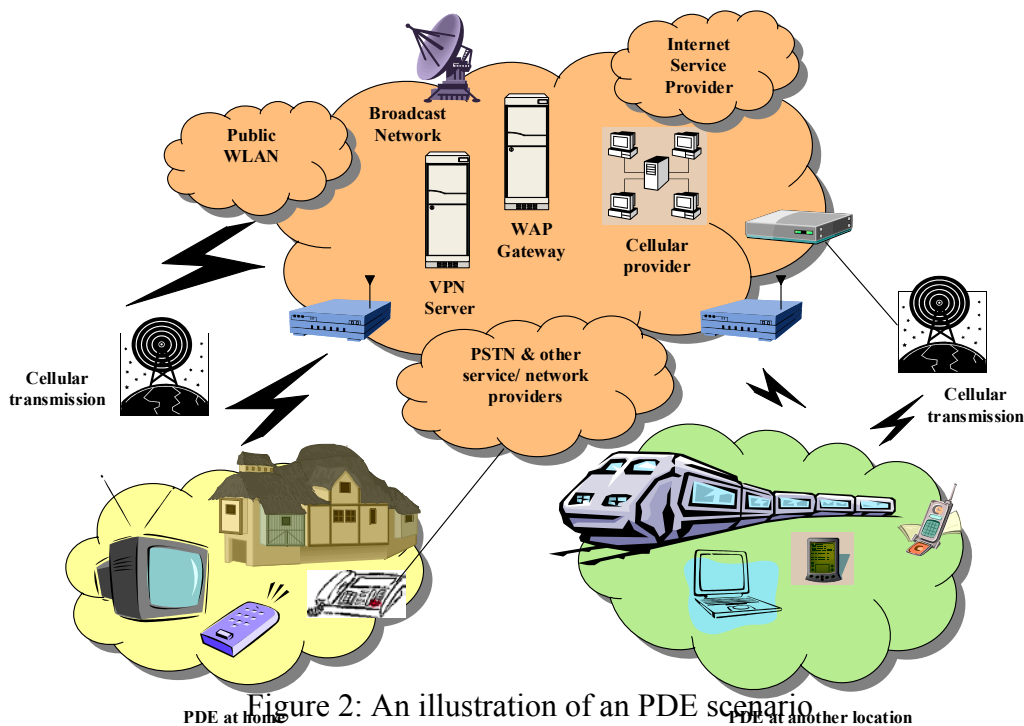 Internet
Service
Provider
Broadcast
Network
Public
WLAN
WAP
Gateway
Cellular
provider
VPN
Server
PSTN & other
service/ network
providers
Cellular
transmission
Cellular
transmission
PDE at home
PDE at another location
Figure 2: An illustration of an PDE scenario